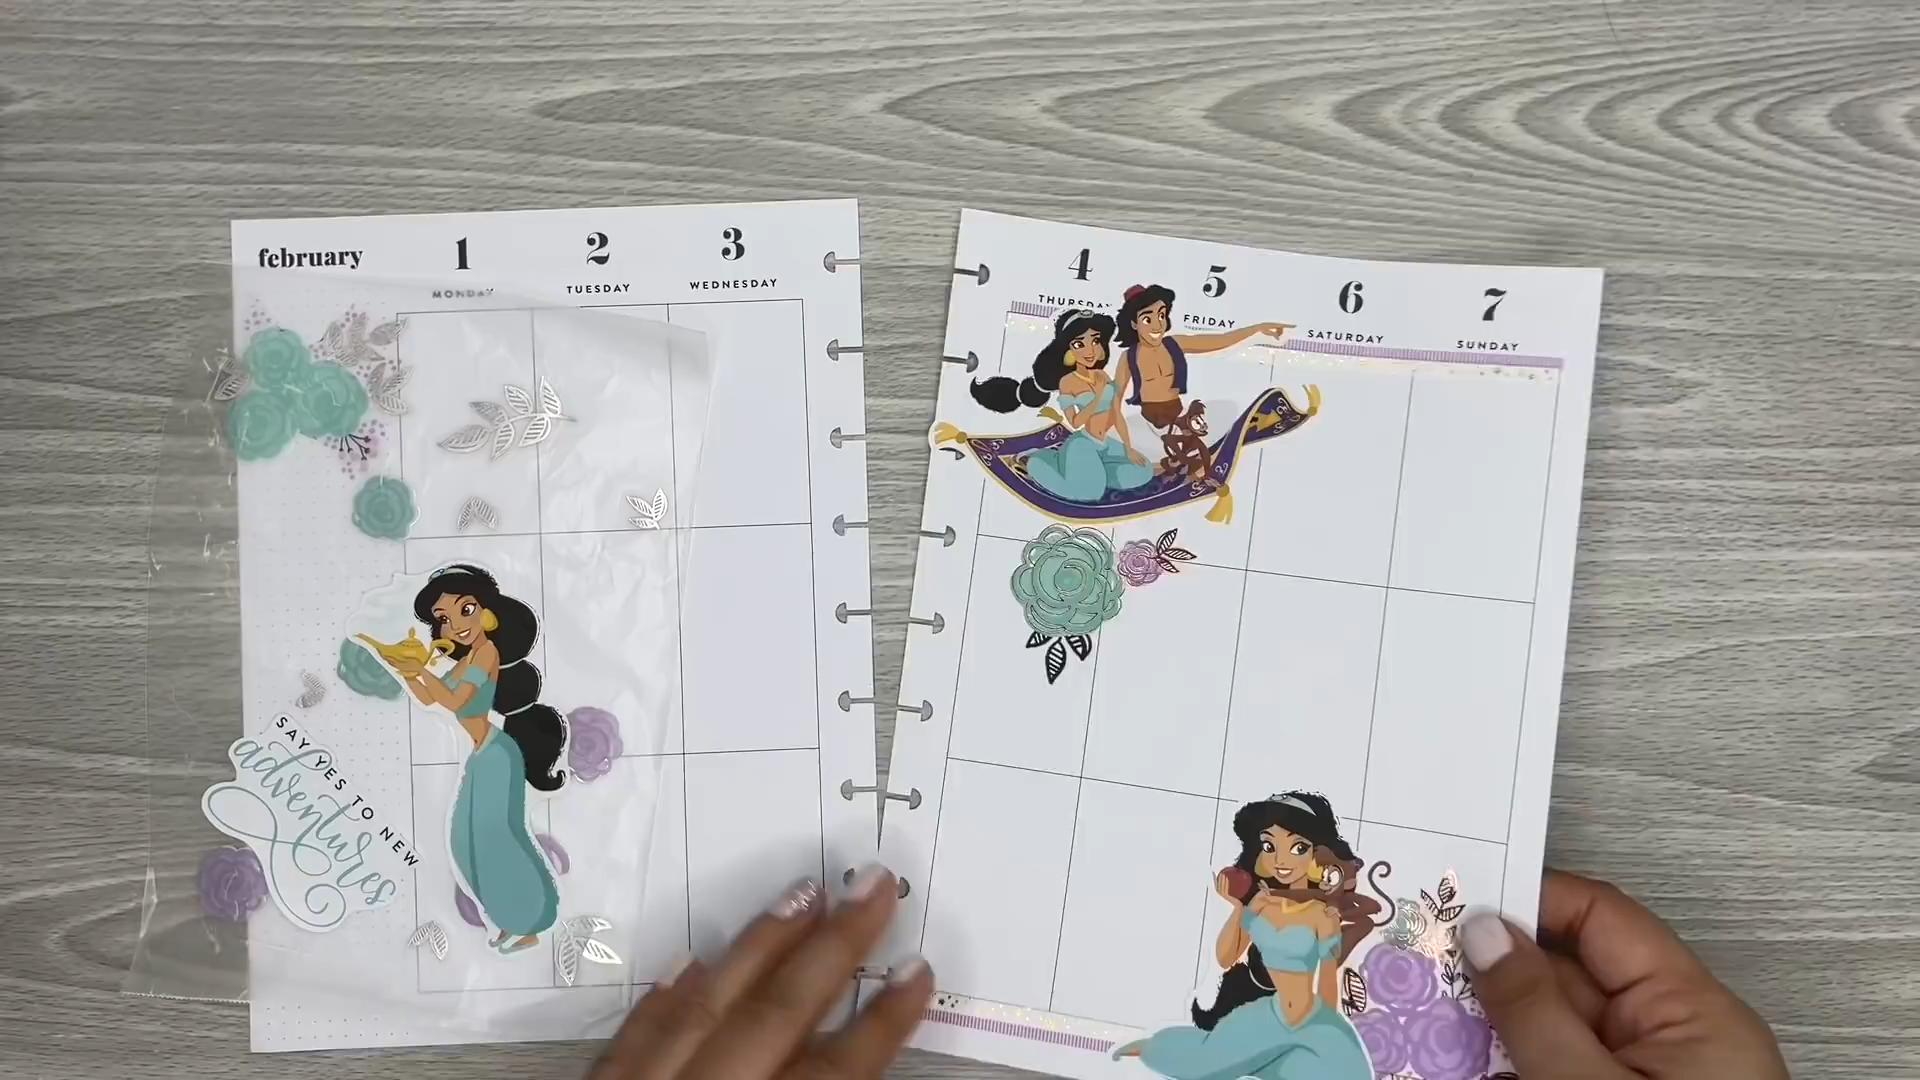 february
1
MONDAY
2
TUESDAY
3
WEDNESDAY
SAY YES TO NEW
adventures
4
THURSDAY
5
FRIDAY
6
SATURDAY
7
SUNDAY